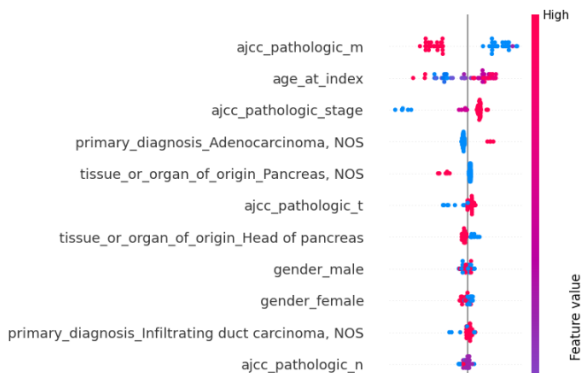 High
ajcc_pathologic_m
age_at_index
ajcc_pathologic_stage
primary_diagnosis_Adenocarcinoma, NOS
tissue_or_organ_of_origin_Pancreas, NOS
ajcc_pathologic_t
tissue_or_organ_of_origin_Head of pancreas
gender_male
gender_female
primary_diagnosis_Infiltrating duct carcinoma, NOS
ajcc_pathologic_n
Feature value